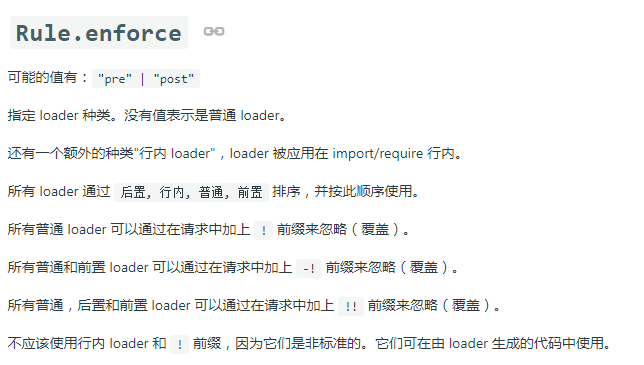 Rule.enforce
可能的值有："pre" | "post"
指定 loader 种类。没有值表示是普通 loader。
还有一个额外的种类"行内 loader"，loader 被应用在 import/require 行内。
所有 loader 通过 后置, 行内, 普通, 前置 排序，并按此顺序使用。
所有普通 loader 可以通过在请求中加上 ! 前缀来忽略（覆盖）。
所有普通和前置 loader 可以通过在请求中加上 -! 前缀来忽略（覆盖）。
所有普通，后置和前置 loader 可以通过在请求中加上 !! 前缀来忽略（覆盖）。
不应该使用行内 loader 和 ! 前缀，因为它们是非标准的。它们可在由 loader 生成的代码中使用。